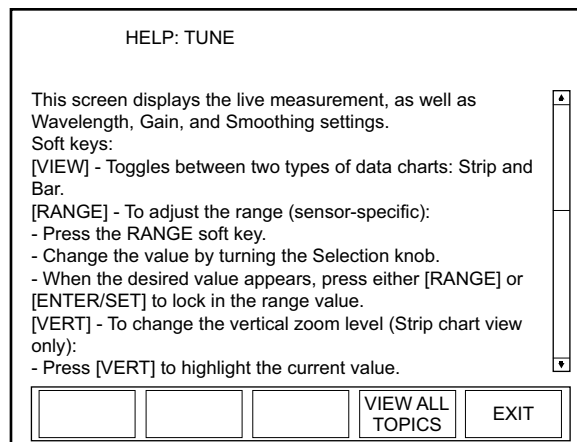 HELP: TUNE
This screen displays the live measurement, as well as
Wavelength, Gain, and Smoothing settings.
Soft keys:
[VIEW] - Toggles between two types of data charts: Strip and
Bar.
[RANGE] - To adjust the range (sensor-specific):
- Press the RANGE soft key.
- Change the value by turning the Selection knob.
- When the desired value appears, press either [RANGE] or
[ENTER/SET] to lock in the range value.
[VERT] - To change the vertical zoom level (Strip chart view
only):
- Press [VERT] to highlight the current value.
VIEW ALL
TOPICS
EXIT